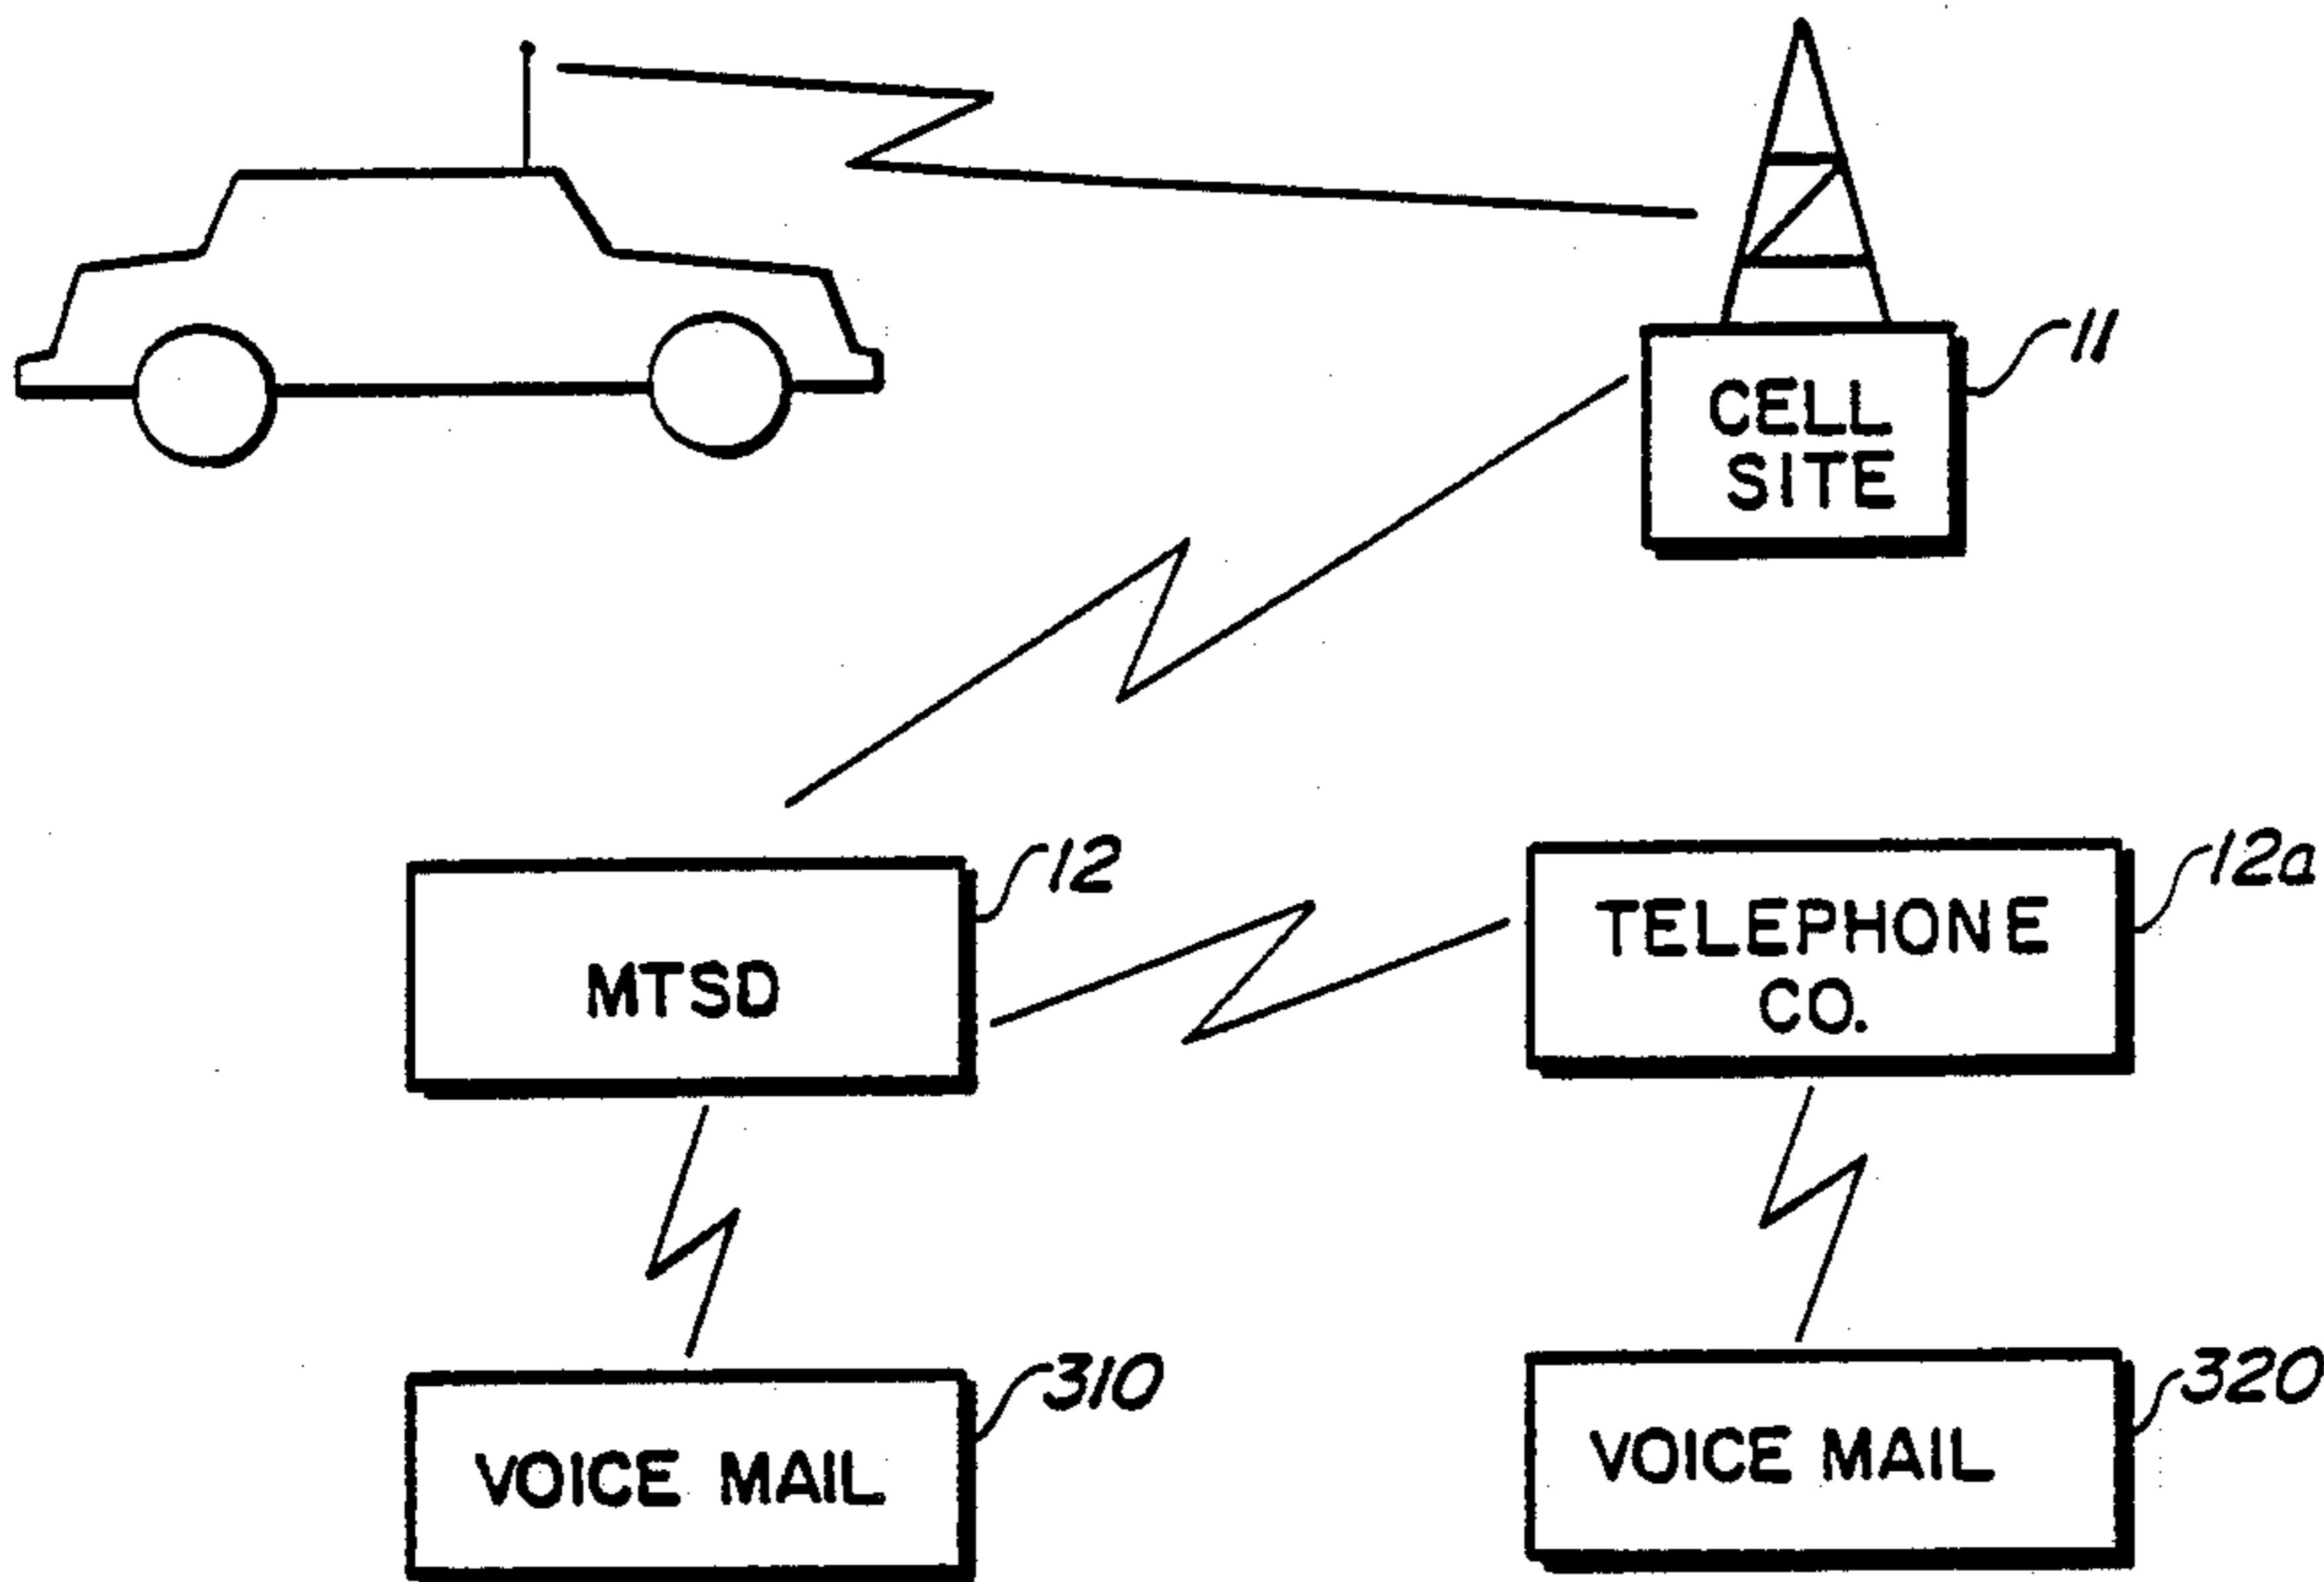 11
CELL
SITE
12
MTSD
12a
TELEPHONE
CO.
310
VOICE MAIL
320
VOICE MAIL